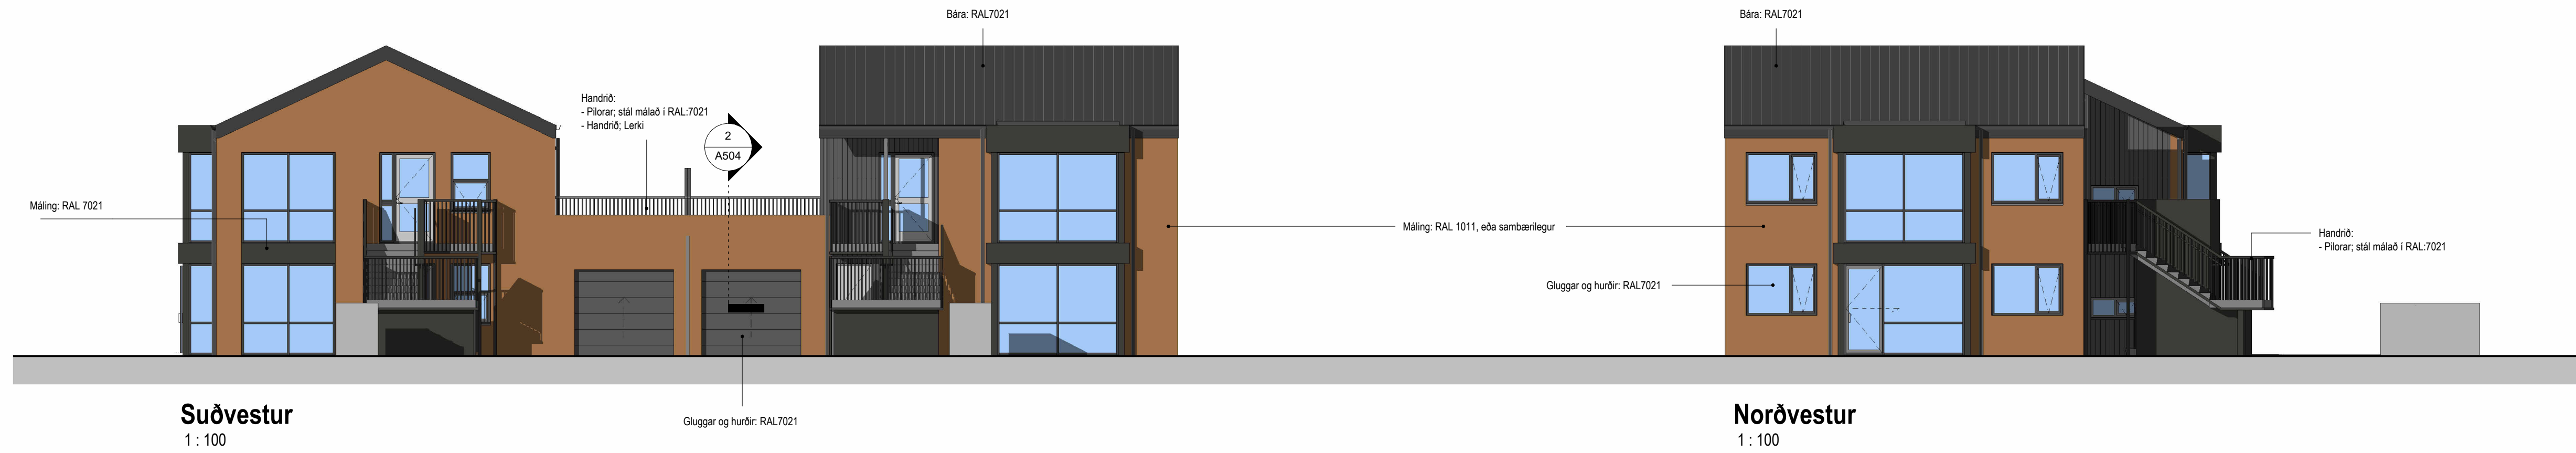 Bára: RAL7021
Bára: RAL7021
Handrið:
- Pilorar; stál málað í RAL:7021
- Handrið; Lerki
2
A504
Máling: RAL 7021
Máling: RAL 1011, eða sambærilegur
Handrið:
- Pilorar; stál málað í RAL:7021
Gluggar og hurðir: RAL7021
Gluggar og hurðir: RAL7021
Suðvestur
1 : 100
Norðvestur
1 : 100